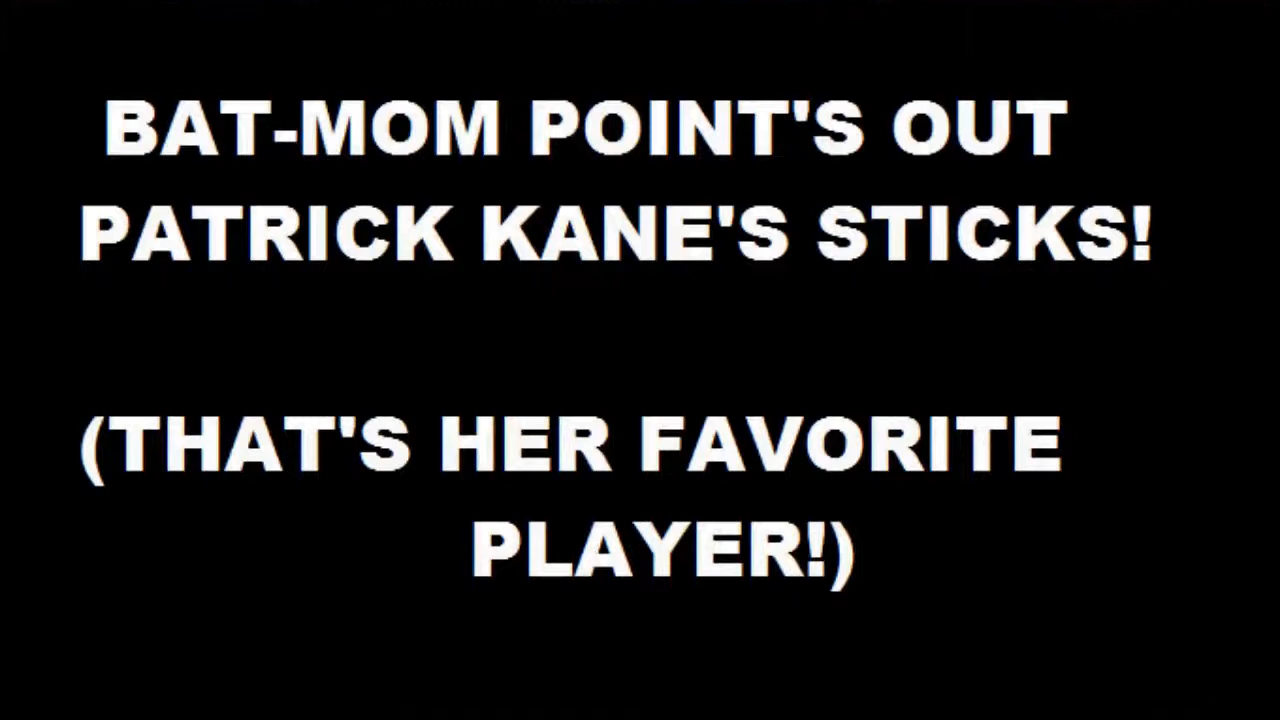 BAT-MOM POINT'S OUT
PATRICK KANE'S STICKS!
(THAT'S HER FAVORITE
PLAYER!)